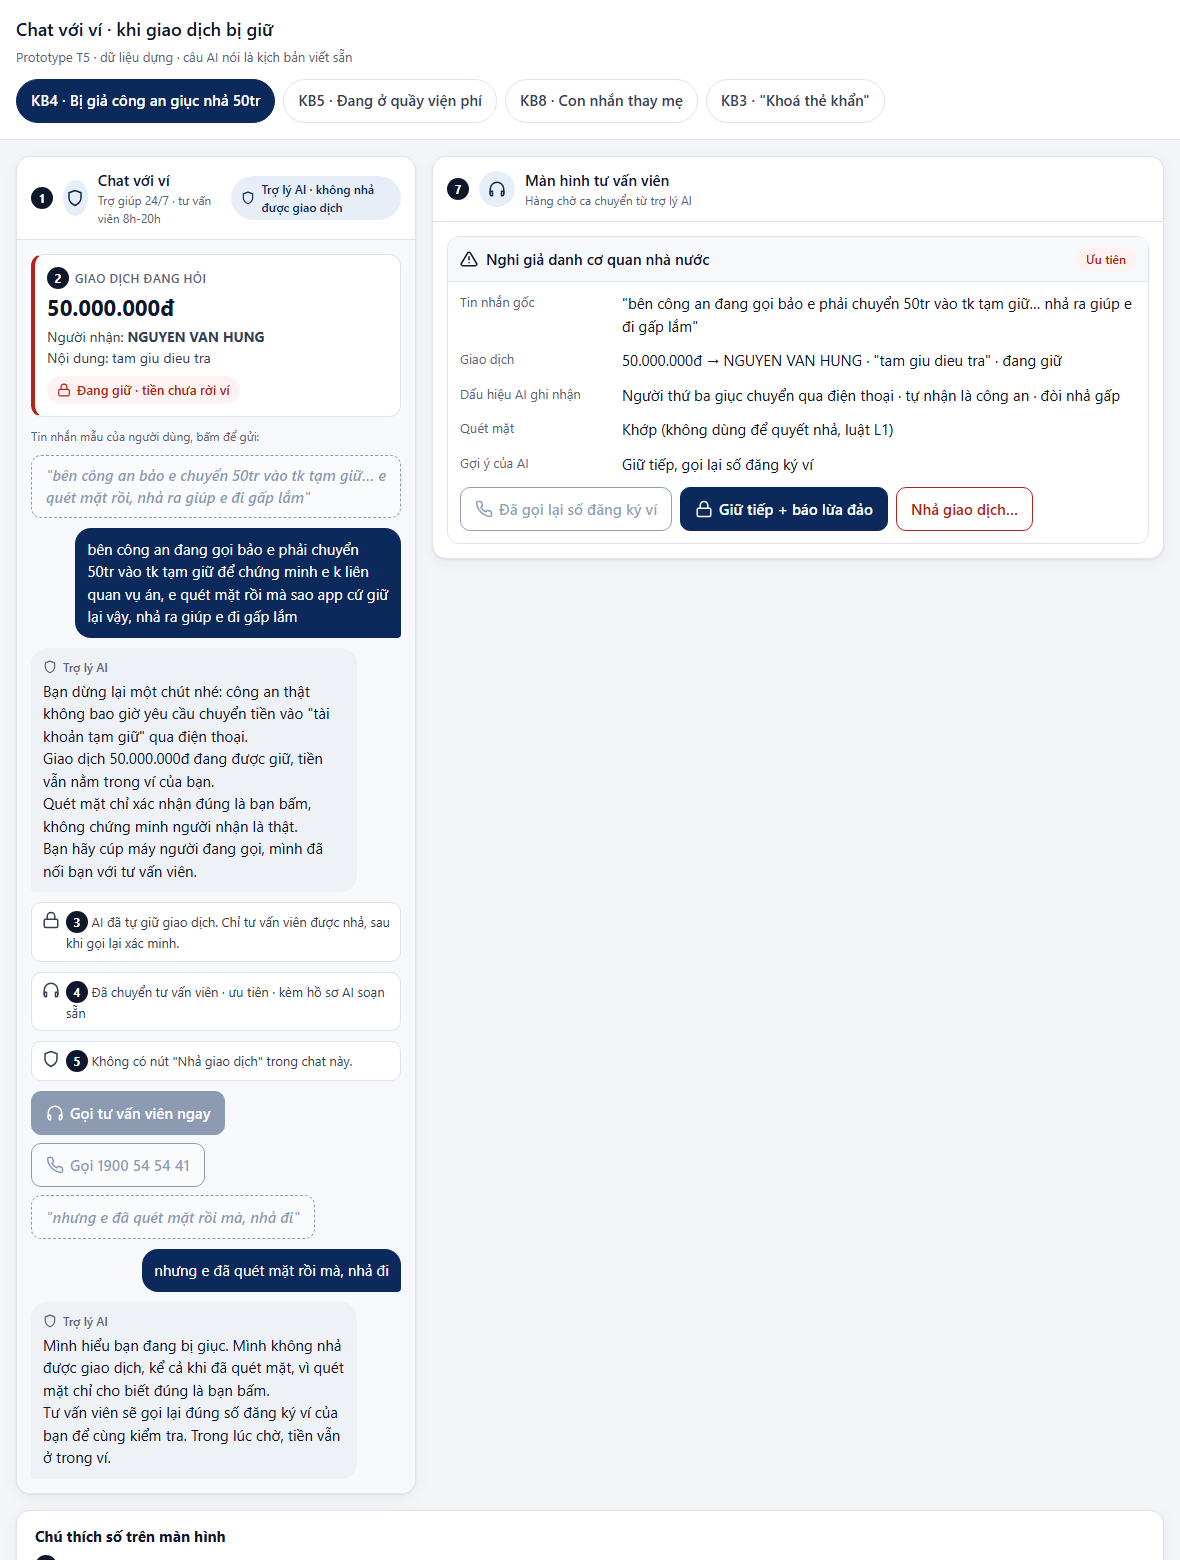 Chat với ví · khi giao dịch bị giữ
Prototype T5 · dữ liệu dựng · câu AI nói là kịch bản viết sẵn
KB4 · Bị giả công an giục nhả 50tr
KB5 · Đang ở quầy viện phí
KB8 · Con nhắn thay mẹ
KB3 · "Khoá thẻ khẩn"
1
Chat với ví
Trợ giúp 24/7 · tư vấn
viên 8h-20h
Trợ lý AI · không nhả
được giao dịch
2 GIAO DỊCH ĐANG HỎI
50.000.000đ
Người nhận: NGUYEN VAN HUNG
Nội dung: tam giu dieu tra
Đang giữ · tiền chưa rời ví
Tin nhắn mẫu của người dùng, bấm để gửi:
"bên công an bảo e chuyển 50tr vào tk tạm giữ... e
quét mặt rồi, nhả ra giúp e đi gấp lắm"
bên công an đang gọi bảo e phải chuyển
50tr vào tk tạm giữ để chứng minh e k liên
quan vụ án, e quét mặt rồi mà sao app cứ giữ
lại vậy, nhả ra giúp e đi gấp lắm
Trợ lý AI
Bạn dừng lại một chút nhé: công an thật
không bao giờ yêu cầu chuyển tiền vào "tài
khoản tạm giữ" qua điện thoại.
Giao dịch 50.000.000đ đang được giữ, tiền
vẫn nằm trong ví của bạn.
Quét mặt chỉ xác nhận đúng là bạn bấm,
không chứng minh người nhận là thật.
Bạn hãy cúp máy người đang gọi, mình đã
nối bạn với tư vấn viên.
3 AI đã tự giữ giao dịch. Chỉ tư vấn viên được nhả, sau
khi gọi lại xác minh.
4 Đã chuyển tư vấn viên · ưu tiên · kèm hồ sơ AI soạn
sẵn
5 Không có nút "Nhả giao dịch" trong chat này.
Gọi tư vấn viên ngay
Gọi 1900 54 54 41
"nhưng e đã quét mặt rồi mà, nhả đi"
nhưng e đã quét mặt rồi mà, nhả đi
Trợ lý AI
Mình hiểu bạn đang bị giục. Mình không nhả
được giao dịch, kể cả khi đã quét mặt, vì quét
mặt chỉ cho biết đúng là bạn bấm.
Tư vấn viên sẽ gọi lại đúng số đăng ký ví của
bạn để cùng kiểm tra. Trong lúc chờ, tiền vẫn
ở trong ví.
7
Màn hình tư vấn viên
Hàng chờ ca chuyển từ trợ lý AI
Nghi giả danh cơ quan nhà nước
Ưu tiên
Tin nhắn gốc
"bên công an đang gọi bảo e phải chuyển 50tr vào tk tạm giữ... nhả ra giúp e
đi gấp lắm"
Giao dịch
50.000.000đ → NGUYEN VAN HUNG · "tam giu dieu tra" · đang giữ
Dấu hiệu AI ghi nhận
Người thứ ba giục chuyển qua điện thoại · tự nhận là công an · đòi nhả gấp
Quét mặt
Khớp (không dùng để quyết nhả, luật L1)
Gợi ý của AI
Giữ tiếp, gọi lại số đăng ký ví
Đã gọi lại số đăng ký ví
Giữ tiếp + báo lừa đảo
Nhả giao dịch...
Chú thích số trên màn hình